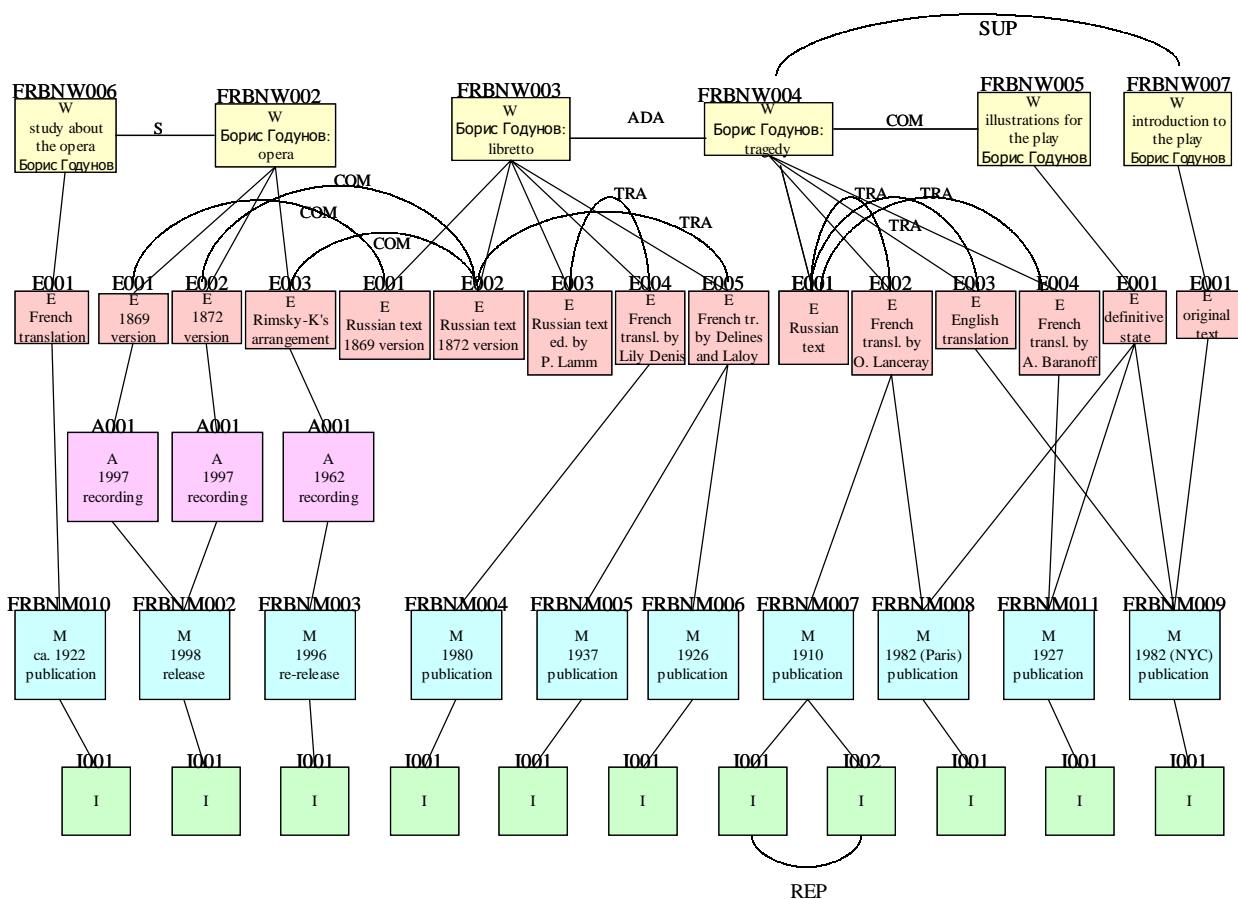 SUP
FRBNW006
W
study about
the opera
Борис Годунов
S
FRBNW002
W
Борис Годунов:
opera
FRBNW003
W
Борис Годунов:
libretto
ADA
FRBNW004
W
Борис Годунов:
tragedy
COM
FRBNW005
W
illustrations for
the play
Борис Годунов
FRBNW007
W
introduction to
the play
Борис Годунов
COM
COM
COM
TRA
TRA
TRA
TRA
TRA
E001
E
French
translation
E001
E
1869
version
E002
E
1872
version
E003
E
Rimsky-K's
arrangement
E001
E
Russian text
1869 version
E002
E
Russian text
1872 version
E003
E
Russian text
ed. by
P. Lamm
E004
E
French
transl. by
Lily Denis
E005
E
French tr.
by Delines
and Laloy
E001
E
Russian
text
E002
E
French
transl. by
O. Lanceray
E003
E
English
translation
E004
E
French
transl. by
A. Baranoff
E001
E
definitive
state
E001
E
original
text
A001
A
1997
recording
A001
A
1997
recording
A001
A
1962
recording
FRBNM010
M
ca. 1922
publication
FRBNM002
M
1998
release
FRBNM003
M
1996
re-release
FRBNM004
M
1980
publication
FRBNM005
M
1937
publication
FRBNM006
M
1926
publication
FRBNM007
M
1910
publication
FRBNM008
M
1982 (Paris)
publication
FRBNM011
M
1927
publication
FRBNM009
M
1982 (NYC)
publication
I001
I
I001
I
I001
I
I001
I
I001
I
I001
I
I001
I
I002
I
I001
I
I001
I
I001
I
REP